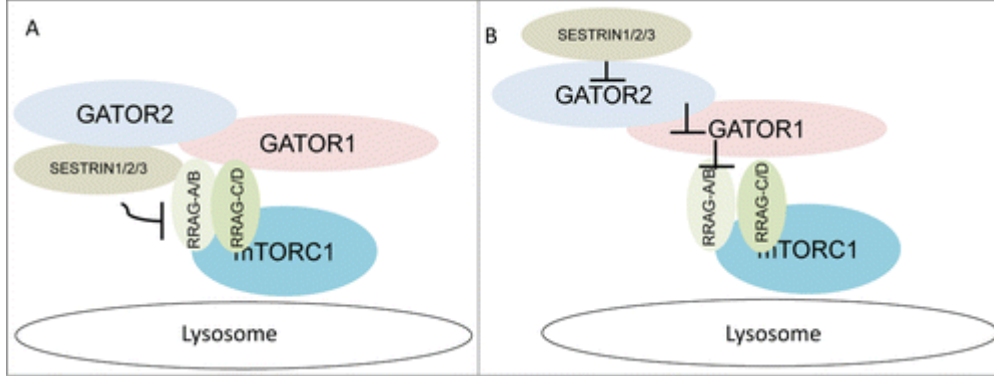 A
GATOR2
GATOR1
SESTRIN1/2/3
RRAG-A/B
RRAG-C/D
mTORC1
Lysosome
B
SESTRIN1/2/3
GATOR2
GATOR1
RRAG-A/B
RRAG-C/D
mTORC1
Lysosome